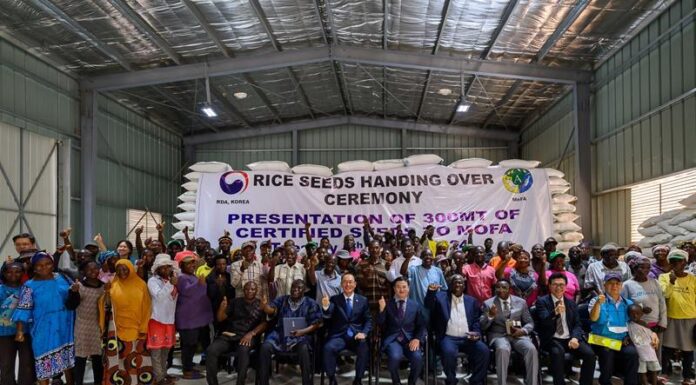 RICE SEEDS HANDING OVER
CEREMONY
RDA, KOREA
MoFA
PRESENTATION OF 300MT OF
CERTIFIED TO MOFA